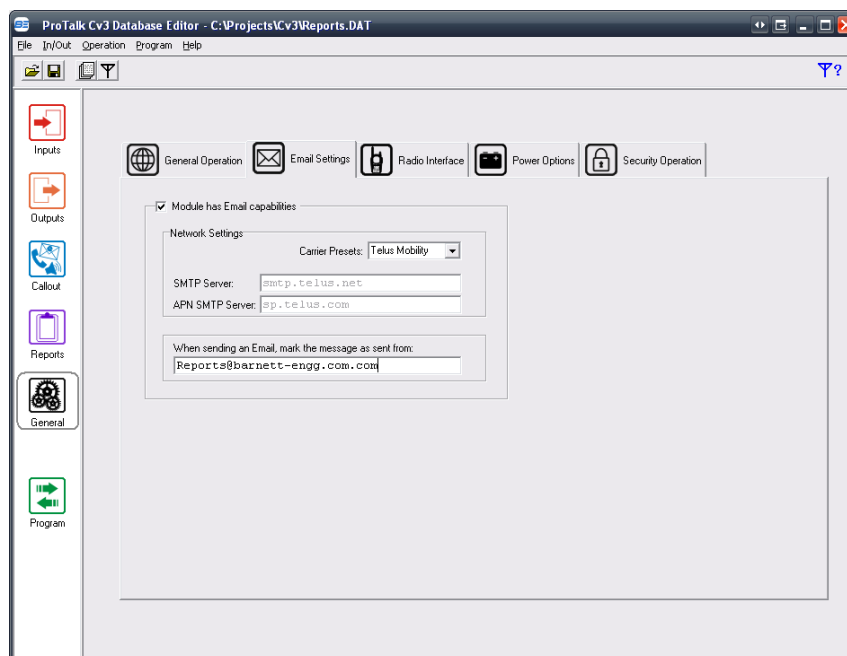 ProTalk Cv3 Database Editor - C:\Projects\Cv3\Reports.DAT
File In/Out Operation Program Help
?
Inputs
Outputs
Callout
Reports
General
Program
General Operation
Email Settings
Radio Interface
Power Options
Security Operation
Module has Email capabilities
Network Settings
Carrier Presets: Telus Mobility
SMTP Server: smtp.telus.net
APN SMTP Server: sp.telus.com
When sending an Email, mark the message as sent from:
Reports@barnett-engg.com.com